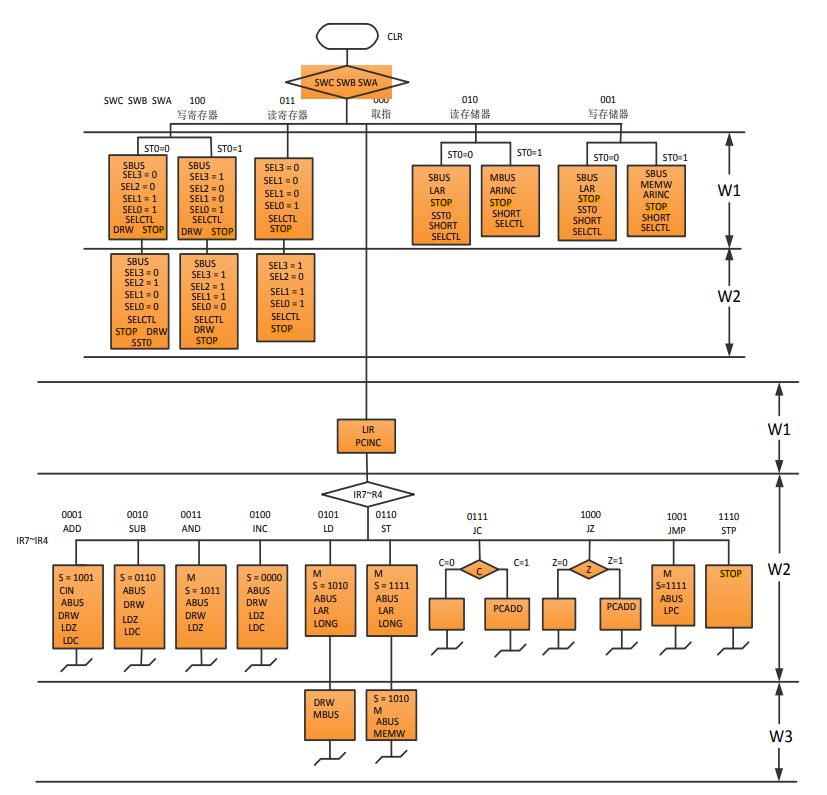 CLR
SWC SWB SWA
SWC SWB SWA 100 011 000 010 001
写寄存器 读寄存器 取指 读存储器 写存储器
ST0=0 ST0=1 ST0=0 ST0=1 ST0=0 ST0=1
SBUS
SEL3 = 0
SEL2 = 0
SEL1 = 1
SEL0 = 1
SELCTL
DRW STOP
SBUS
SEL3 = 1
SEL2 = 0
SEL1 = 0
SEL0 = 1
SELCTL
DRW STOP
SEL3 = 0
SEL1 = 0
SEL1 = 0
SEL0 = 1
SELCTL
STOP
SBUS
LAR
STOP
SST0
SHORT
SELCTL
MBUS
ARINC
STOP
SHORT
SELCTL
SBUS
LAR
STOP
SST0
SHORT
SELCTL
SBUS
MEMW
ARINC
STOP
SHORT
SELCTL
W1
SBUS
SEL3 = 0
SEL2 = 1
SEL1 = 0
SEL0 = 0
SELCTL
STOP DRW
SST0
SBUS
SEL3 = 1
SEL2 = 1
SEL1 = 1
SEL0 = 0
SELCTL
DRW
STOP
SEL3 = 1
SEL2 = 0
SEL1 = 1
SEL0 = 1
SELCTL
STOP
W2
LIR
PCINC
W1
IR7~R4
IR7~IR4
0001
ADD
0010
SUB
0011
AND
0100
INC
0101
LD
0110
ST
0111
JC
1000
JZ
1001
JMP
1110
STP
S = 1001
CIN
ABUS
DRW
LDZ
LDC
S = 0110
ABUS
DRW
LDZ
LDC
M
S = 1011
ABUS
DRW
LDZ
S = 0000
ABUS
DRW
LDZ
LDC
M
S = 1010
ABUS
LAR
LONG
M
S = 1111
ABUS
LAR
LONG
C=0 C C=1
PCADD
Z=0 Z Z=1
PCADD
M
S=1111
ABUS
LPC
STOP
W2
DRW
MBUS
S = 1010
M
ABUS
MEMW
W3